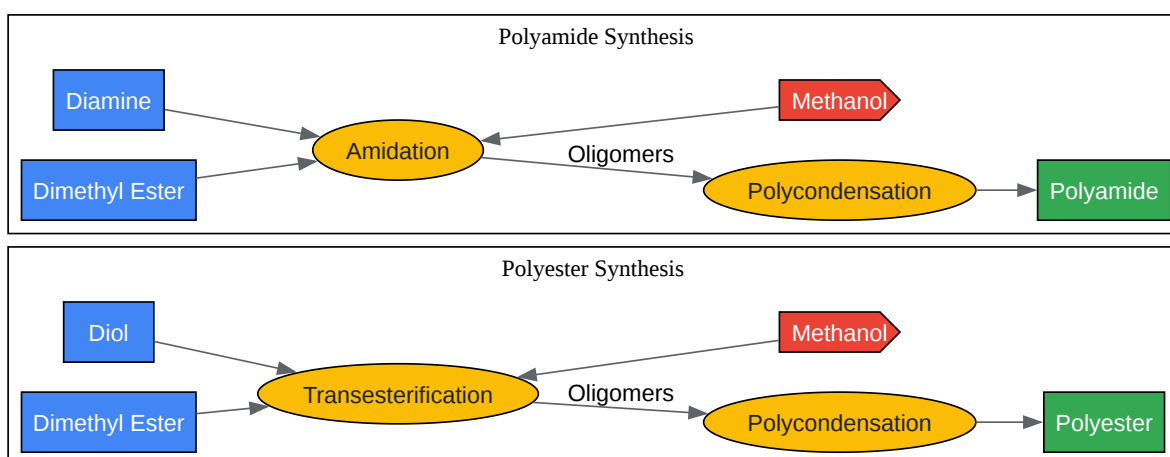 Polyamide Synthesis
Diamine
Methanol
Amidation
Oligomers
Dimethyl Ester
Polycondensation
Polyamide
Polyester Synthesis
Diol
Methanol
Transesterification
Oligomers
Dimethyl Ester
Polycondensation
Polyester